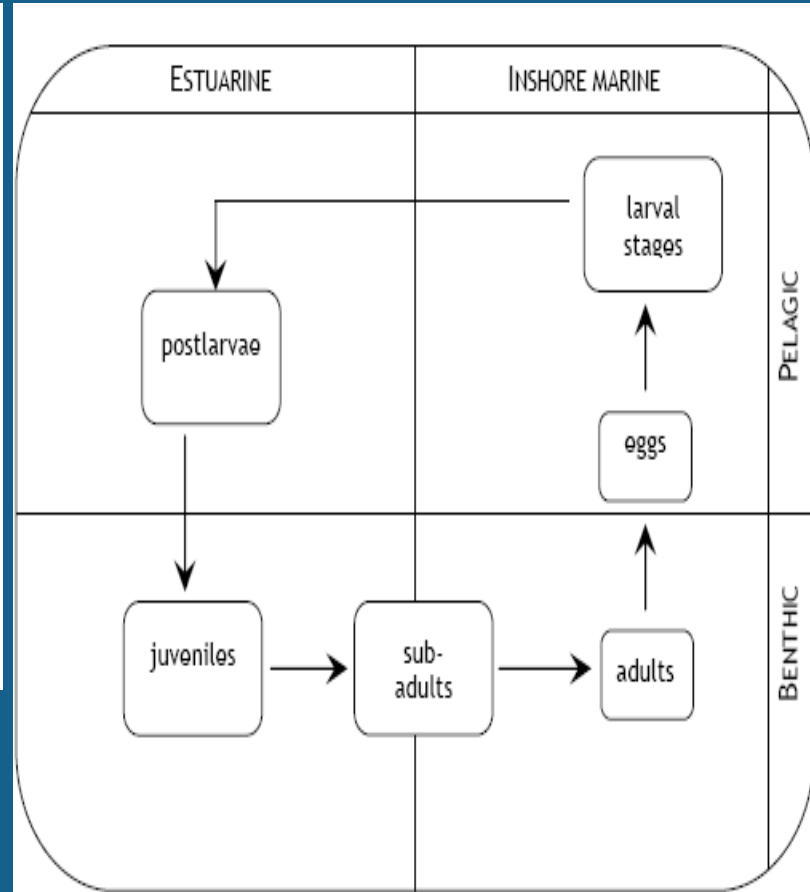 ESTUARINE
INSHORE MARINE
larval
stages
postlarvae
PELAGIC
eggs
juveniles
sub-
adults
adults
BENTHIC